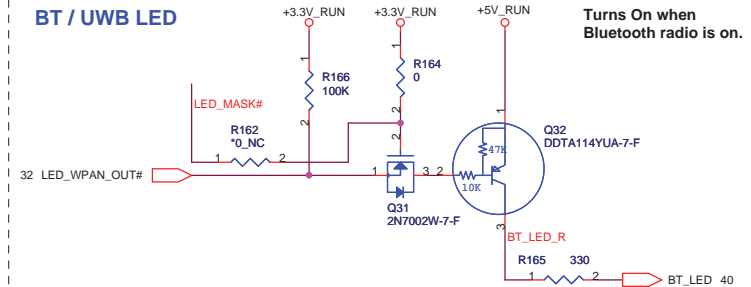 BT / UWB LED
+3.3V_RUN
+3.3V_RUN
+5V_RUN
Turns On when
Bluetooth radio is on.
1
R166
100K
2
1
R164
0
2
LED_MASK#
R162
*0_NC
1
2
32 LED_WPAN_OUT#
1
2
3
Q31
2N7002W-7-F
2
1
Q32
DDTA114YUA-7-F
47K
10K
3
BT_LED_R
R165 330
1
2
BT_LED 40